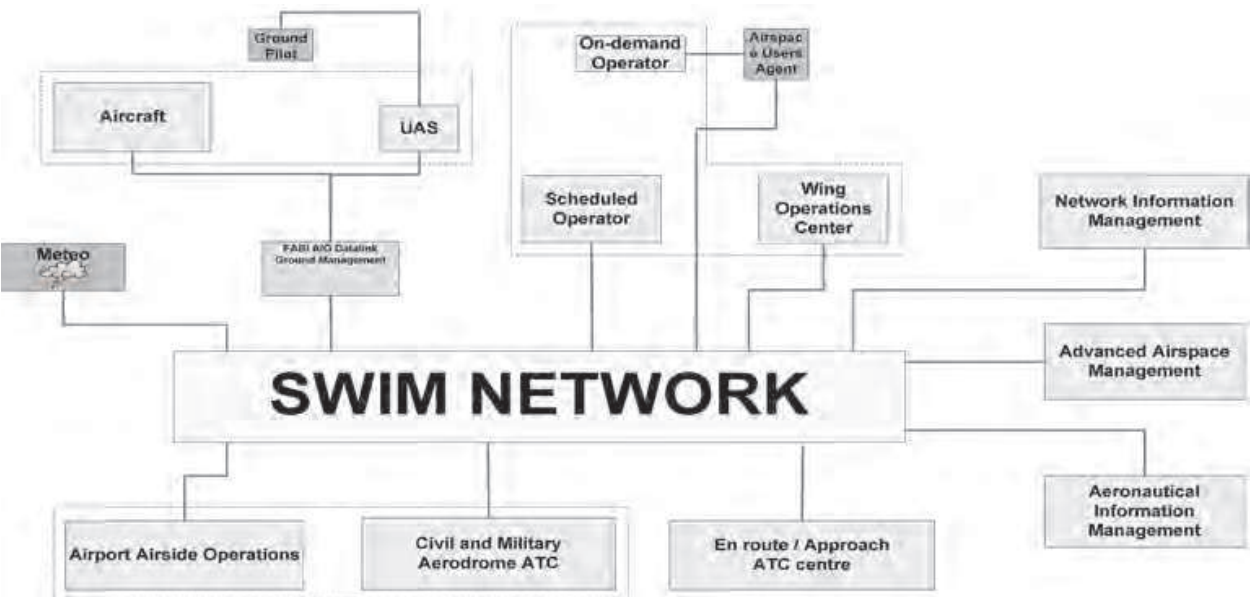 Ground
Pilot
On-demand
Operator
Airspac
e Users
Agent
Aircraft
UAS
Scheduled
Operator
Wing
Operations
Center
Network Information
Management
Meteo
FABI A/G Datalink
Ground Management
Advanced Airspace
Management
SWIM NETWORK
Aeronautical
Information
Management
Airport Airside Operations
Civil and Military
Aerodrome ATC
En route / Approach
ATC centre